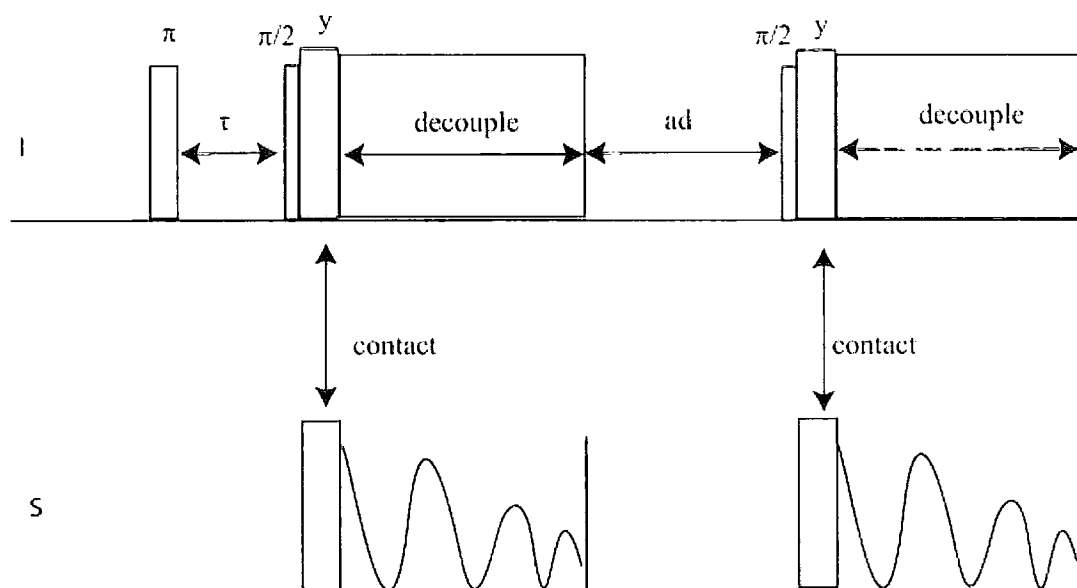 π π/2 y π/2 y
I τ decouple ad decouple
contact contact
S